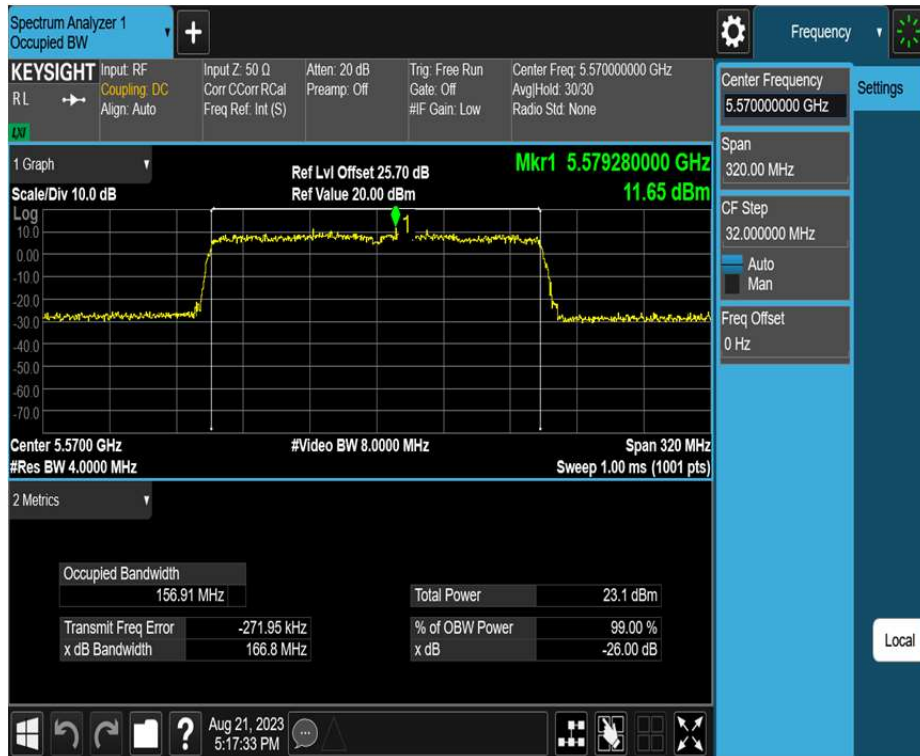 Spectrum Analyzer 1
Occupied BW
+
Frequency
KEYSIGHT
RL
LXI
Input: RF
Coupling: DC
Align: Auto
Input Z: 50 Ω
Corr CCorr RCal
Freq Ref: Int (S)
Atten: 20 dB
Preamp: Off
Trig: Free Run
Gate: Off
#IF Gain: Low
Center Freq: 5.570000000 GHz
Avg|Hold: 30/30
Radio Std: None
Center Frequency
5.570000000 GHz
Settings
Span
320.00 MHz
CF Step
32.000000 MHz
Auto
Man
Freq Offset
0 Hz
Local
1 Graph
Scale/Div 10.0 dB
Ref Lvl Offset 25.70 dB
Ref Value 20.00 dBm
Mkr1 5.579280000 GHz
11.65 dBm
Log
10.0
0.00
-10.0
-20.0
-30.0
-40.0
-50.0
-60.0
-70.0
1
Center 5.5700 GHz
#Res BW 4.0000 MHz
#Video BW 8.0000 MHz
Span 320 MHz
Sweep 1.00 ms (1001 pts)
2 Metrics
Occupied Bandwidth
156.91 MHz
Transmit Freq Error -271.95 kHz
x dB Bandwidth 166.8 MHz
Total Power 23.1 dBm
% of OBW Power 99.00 %
x dB -26.00 dB
?
Aug 21, 2023
5:17:33 PM